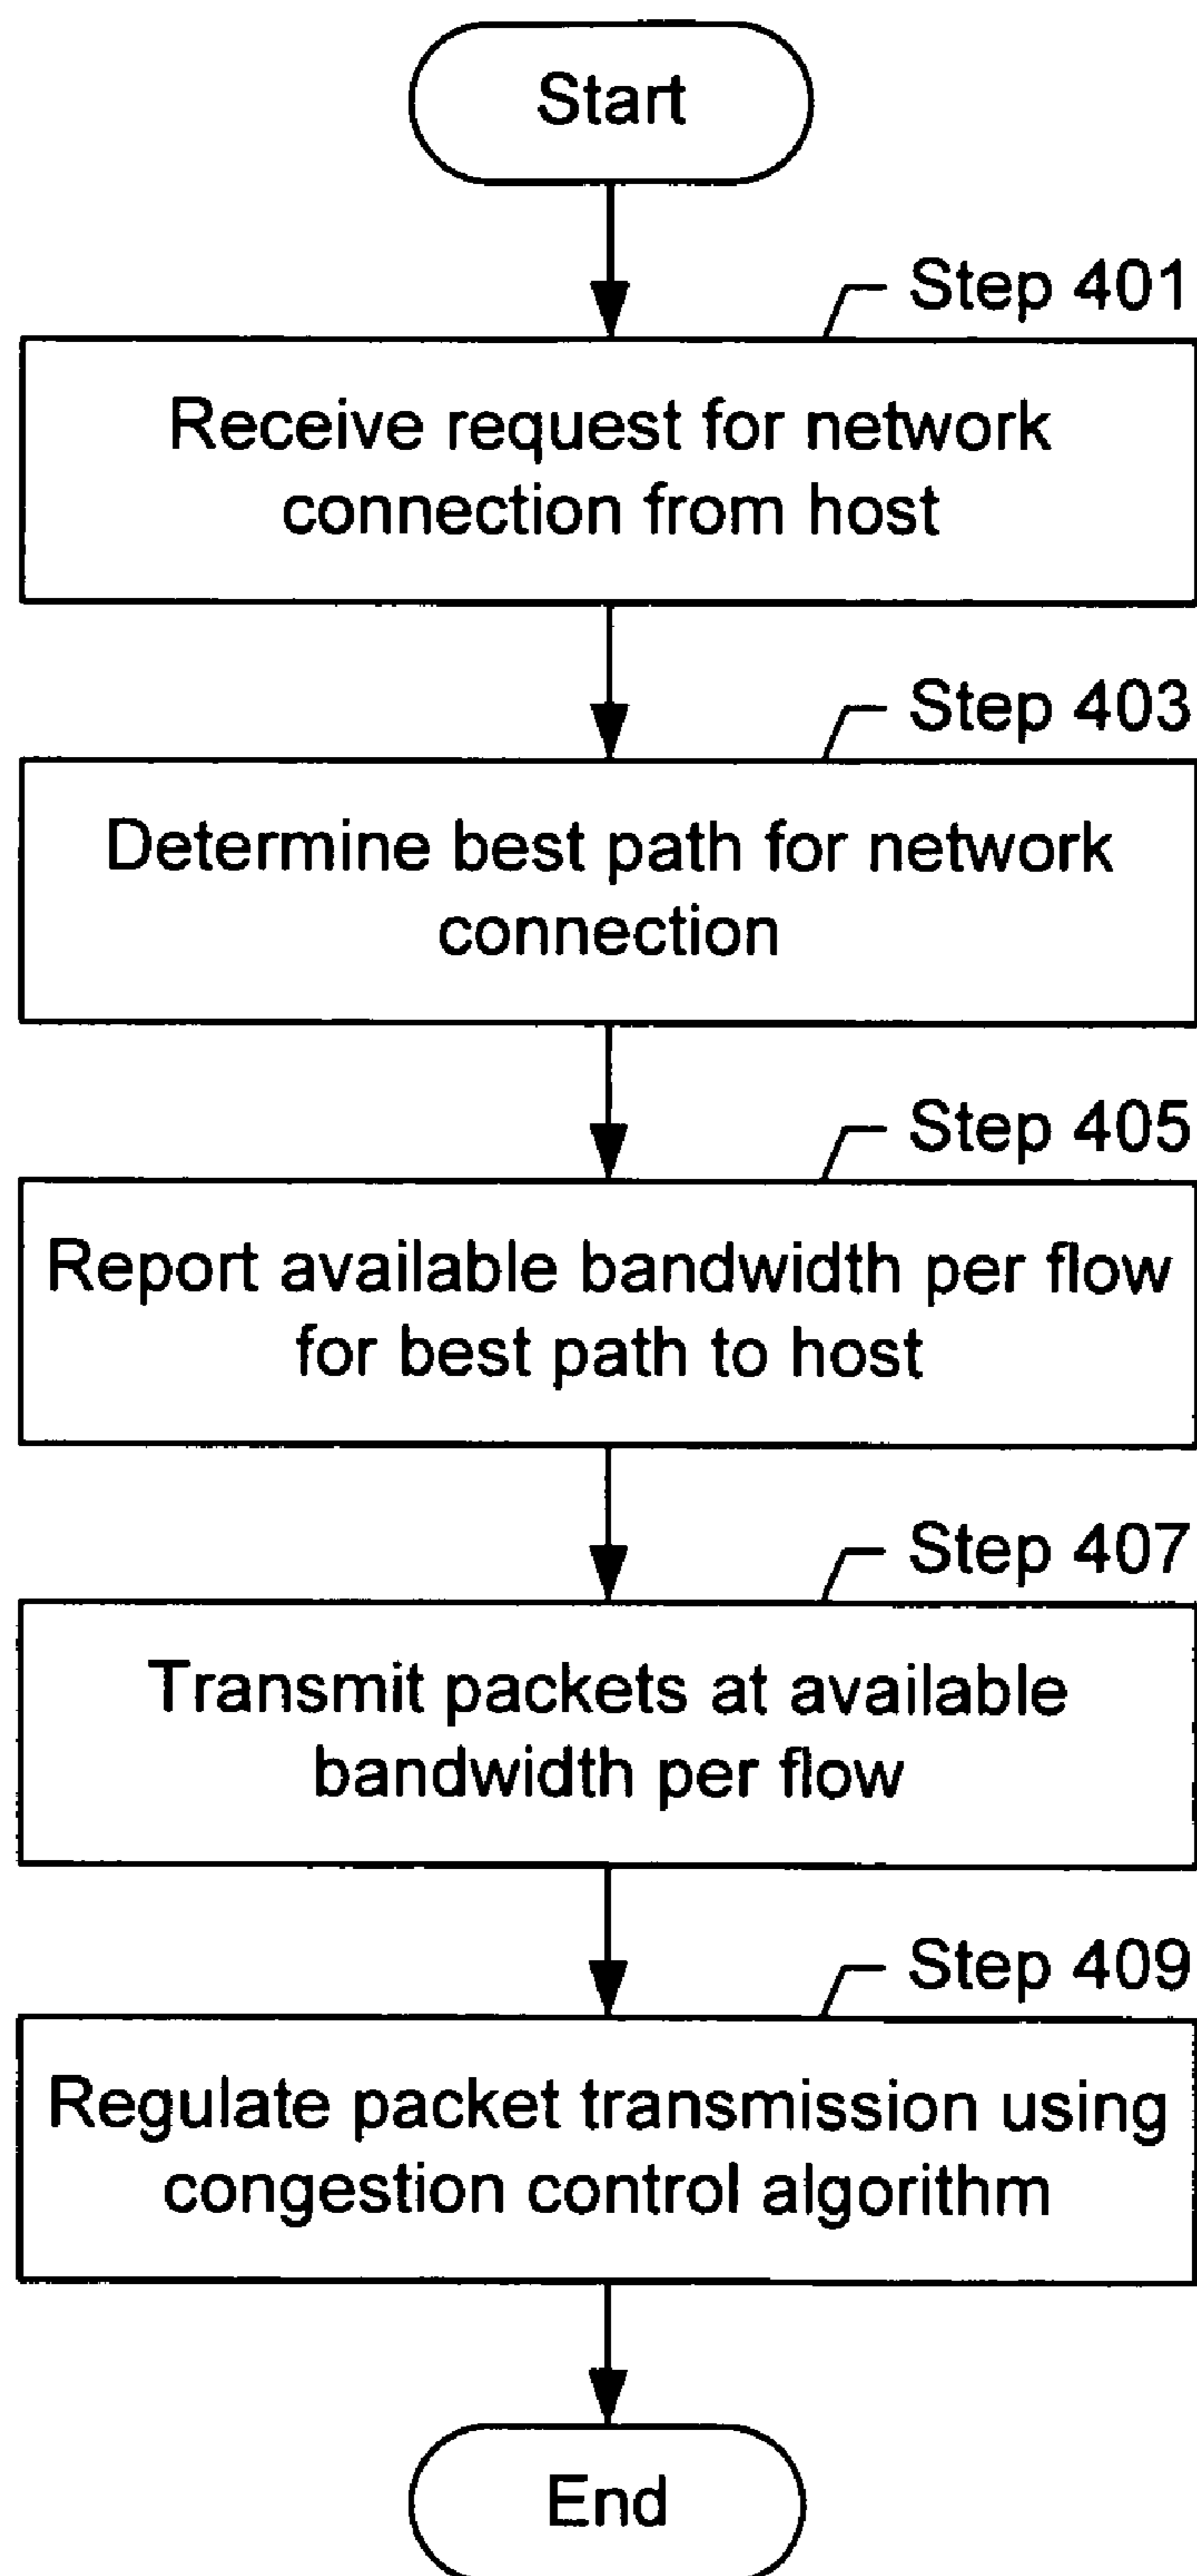 Start
Step 401
Receive request for network
connection from host
Step 403
Determine best path for network
connection
Step 405
Report available bandwidth per flow
for best path to host
Step 407
Transmit packets at available
bandwidth per flow
Step 409
Regulate packet transmission using
congestion control algorithm
End